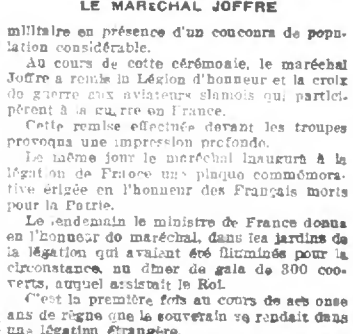 LE MARECHAL JOFFRE
militaire en présence d'un concours de popu-
lation considérable.
Au cours de cette cérémonie, le maréchal
Joffre a remis la Légion d'honneur et la croix
de guerre aux aviateurs siamois qui partici-
pèrent à la guerre en France.
Cette remise effectuée devant les troupes
provoqua une impression profonde.
Le même jour le maréchal inaugura à la
légation de France une plaque commémora-
tive érigée en l'honneur des Français morts
pour la Patrie.
Le lendemain le ministre de France donna
en l'honneur du maréchal, dans les jardins de
la légation qui avaient été illuminés pour la
circonstance, un dîner de gala de 300 cou-
verts, auquel assistait le Roi.
C'est la première fois au cours de ses onze
ans de règne que le souverain se rendait dans
une légation étrangère.